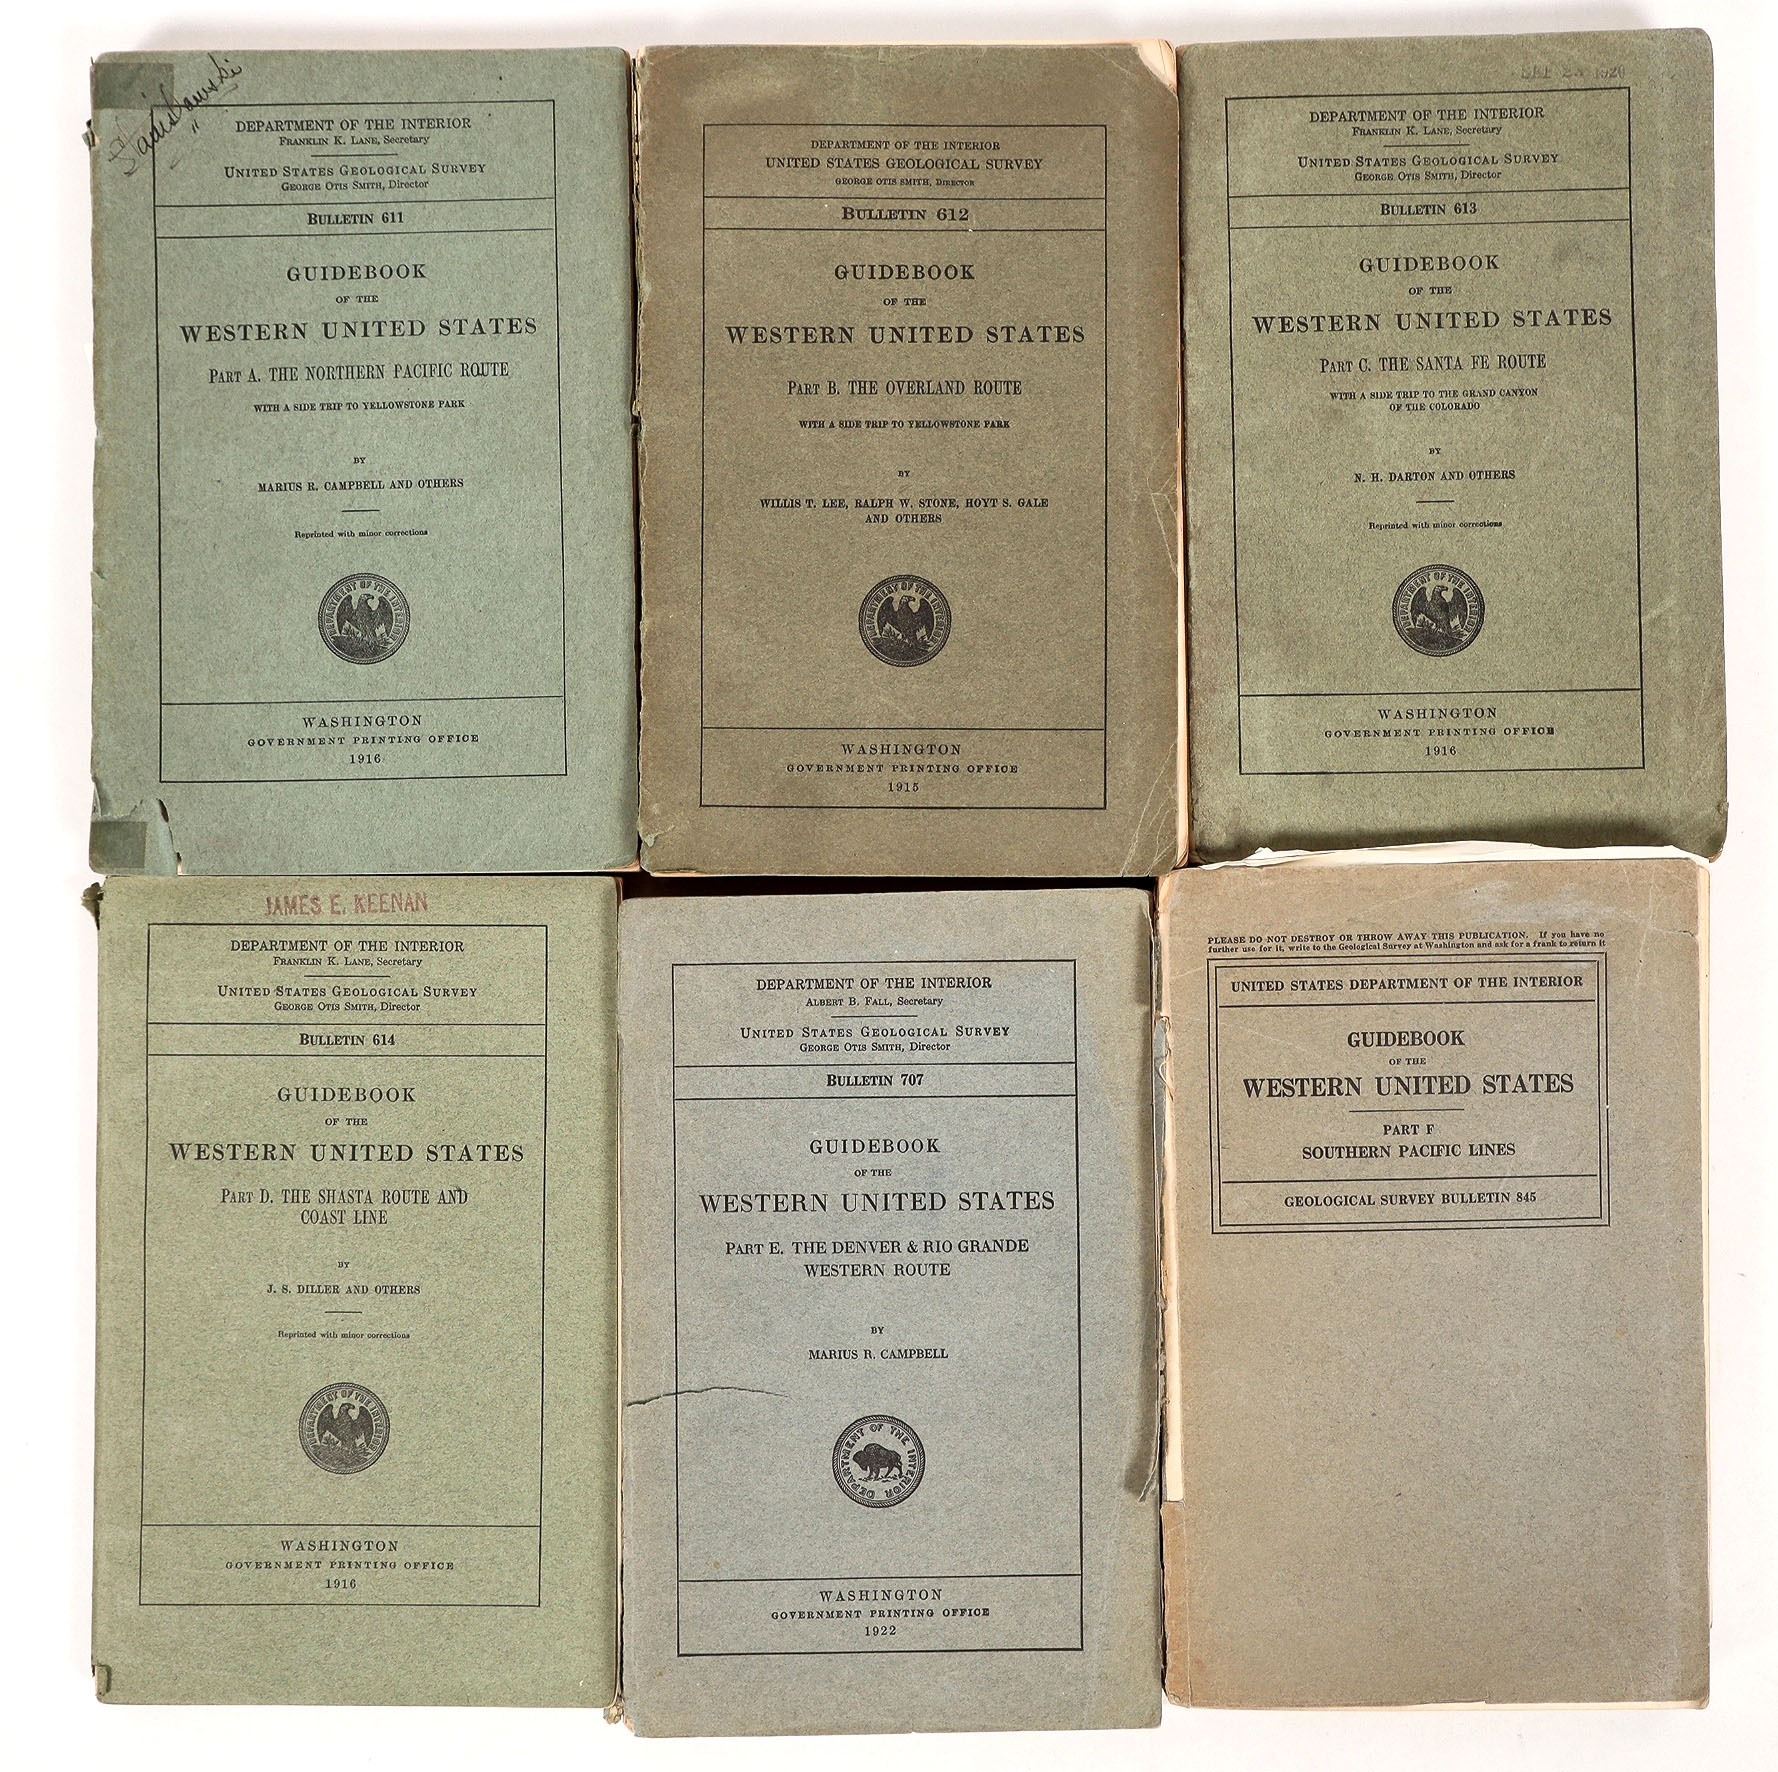 DEPARTMENT OF THE INTERIOR
FRANKLIN K. LANE, Secretary
UNITED STATES GEOLOGICAL SURVEY
GEORGE OTIS SMITH, Director
BULLETIN 611
GUIDEBOOK
OF THE
WESTERN UNITED STATES
PART A. THE NORTHERN PACIFIC ROUTE
WITH A SIDE TRIP TO YELLOWSTONE PARK
BY
MARIUS R. CAMPBELL AND OTHERS
Reprinted with minor corrections
DEPARTMENT OF THE INTERIOR
WASHINGTON
GOVERNMENT PRINTING OFFICE
1916
DEPARTMENT OF THE INTERIOR
UNITED STATES GEOLOGICAL SURVEY
GEORGE OTIS SMITH, DIRECTOR
BULLETIN 612
GUIDEBOOK
OF THE
WESTERN UNITED STATES
PART B. THE OVERLAND ROUTE
WITH A SIDE TRIP TO YELLOWSTONE PARK
BY
WILLIS T. LEE, RALPH W. STONE, HOYT S. GALE
AND OTHERS
DEPARTMENT OF THE INTERIOR
WASHINGTON
GOVERNMENT PRINTING OFFICE
1915
1920
DEPARTMENT OF THE INTERIOR
FRANKLIN K. LANE, Secretary
UNITED STATES GEOLOGICAL SURVEY
GEORGE OTIS SMITH, Director
BULLETIN 613
GUIDEBOOK
OF THE
WESTERN UNITED STATES
PART C. THE SANTA FE ROUTE
WITH A SIDE TRIP TO THE GRAND CANYON
OF THE COLORADO
BY
N. H. DARTON AND OTHERS
Reprinted with minor corrections
DEPARTMENT OF THE INTERIOR
WASHINGTON
GOVERNMENT PRINTING OFFICE
1916
JAMES E. KEENAN
DEPARTMENT OF THE INTERIOR
FRANKLIN K. LANE, Secretary
UNITED STATES GEOLOGICAL SURVEY
GEORGE OTIS SMITH, Director
BULLETIN 614
GUIDEBOOK
OF THE
WESTERN UNITED STATES
PART D. THE SHASTA ROUTE AND
COAST LINE
BY
J. S. DILLER AND OTHERS
Reprinted with minor corrections
DEPARTMENT OF THE INTERIOR
WASHINGTON
GOVERNMENT PRINTING OFFICE
1916
DEPARTMENT OF THE INTERIOR
ALBERT B. FALL, Secretary
UNITED STATES GEOLOGICAL SURVEY
GEORGE OTIS SMITH, Director
BULLETIN 707
GUIDEBOOK
OF THE
WESTERN UNITED STATES
PART E. THE DENVER & RIO GRANDE
WESTERN ROUTE
BY
MARIUS R. CAMPBELL
DEPARTMENT OF THE INTERIOR
WASHINGTON
GOVERNMENT PRINTING OFFICE
1922
PLEASE DO NOT DESTROY OR THROW AWAY THIS PUBLICATION. If you have no
further use for it, write to the Geological Survey at Washington and ask for a frank to return it
UNITED STATES DEPARTMENT OF THE INTERIOR
GUIDEBOOK
OF THE
WESTERN UNITED STATES
PART F
SOUTHERN PACIFIC LINES
GEOLOGICAL SURVEY BULLETIN 845